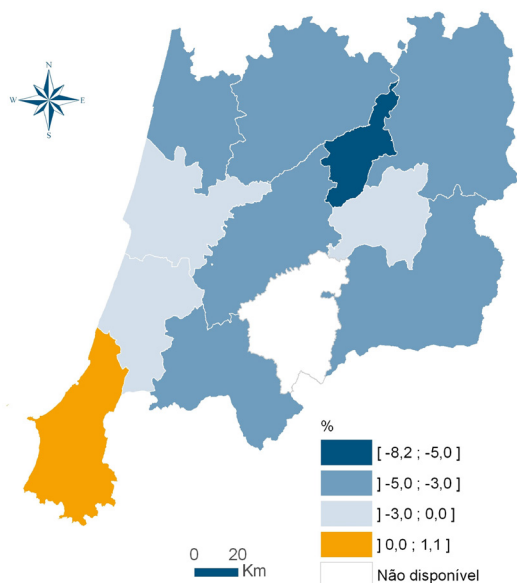 N
W E
S
%
[ -8,2 ; -5,0 ]
] -5,0 ; -3,0 ]
] -3,0 ; 0,0 ]
] 0,0 ; 1,1 ]
Não disponível
0 20
Km